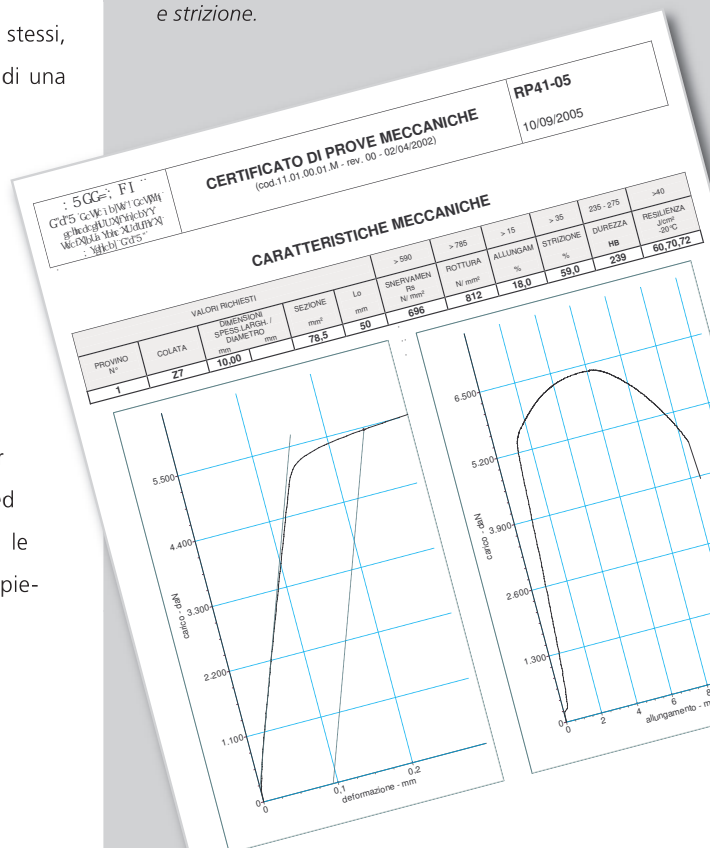 e strizione.
stessi,
di una
r
ed
le
pie-
RP41-05
10/09/2005
CERTIFICATO DI PROVE MECCANICHE
(cod.11.01.00.01.M - rev. 00 - 02/04/2002)
CARATTERISTICHE MECCANICHE
VALORI RICHIESTI > 590 > 785 > 15 > 35 235 - 275 >40
PROVINO N° COLATA DIMENSIONI SPESS.LARGH. / DIAMETRO mm mm SEZIONE mm² Lo mm SNERVAMEN Rs N/ mm² ROTTURA N/ mm² ALLUNGAM % STRIZIONE % DUREZZA HB RESILIENZA J/cm² -20°C
1 Z7 10,00 78,5 50 696 812 18,0 59,0 239 60,70,72
5.500
4.400
3.300
2.200
1.100
0
carico - daN
0 0,1 0.2
deformazione - mm
6.500
5.200
3.900
2.600
1.300
0
carico - daN
0 2 4 6 8
allungamento - m